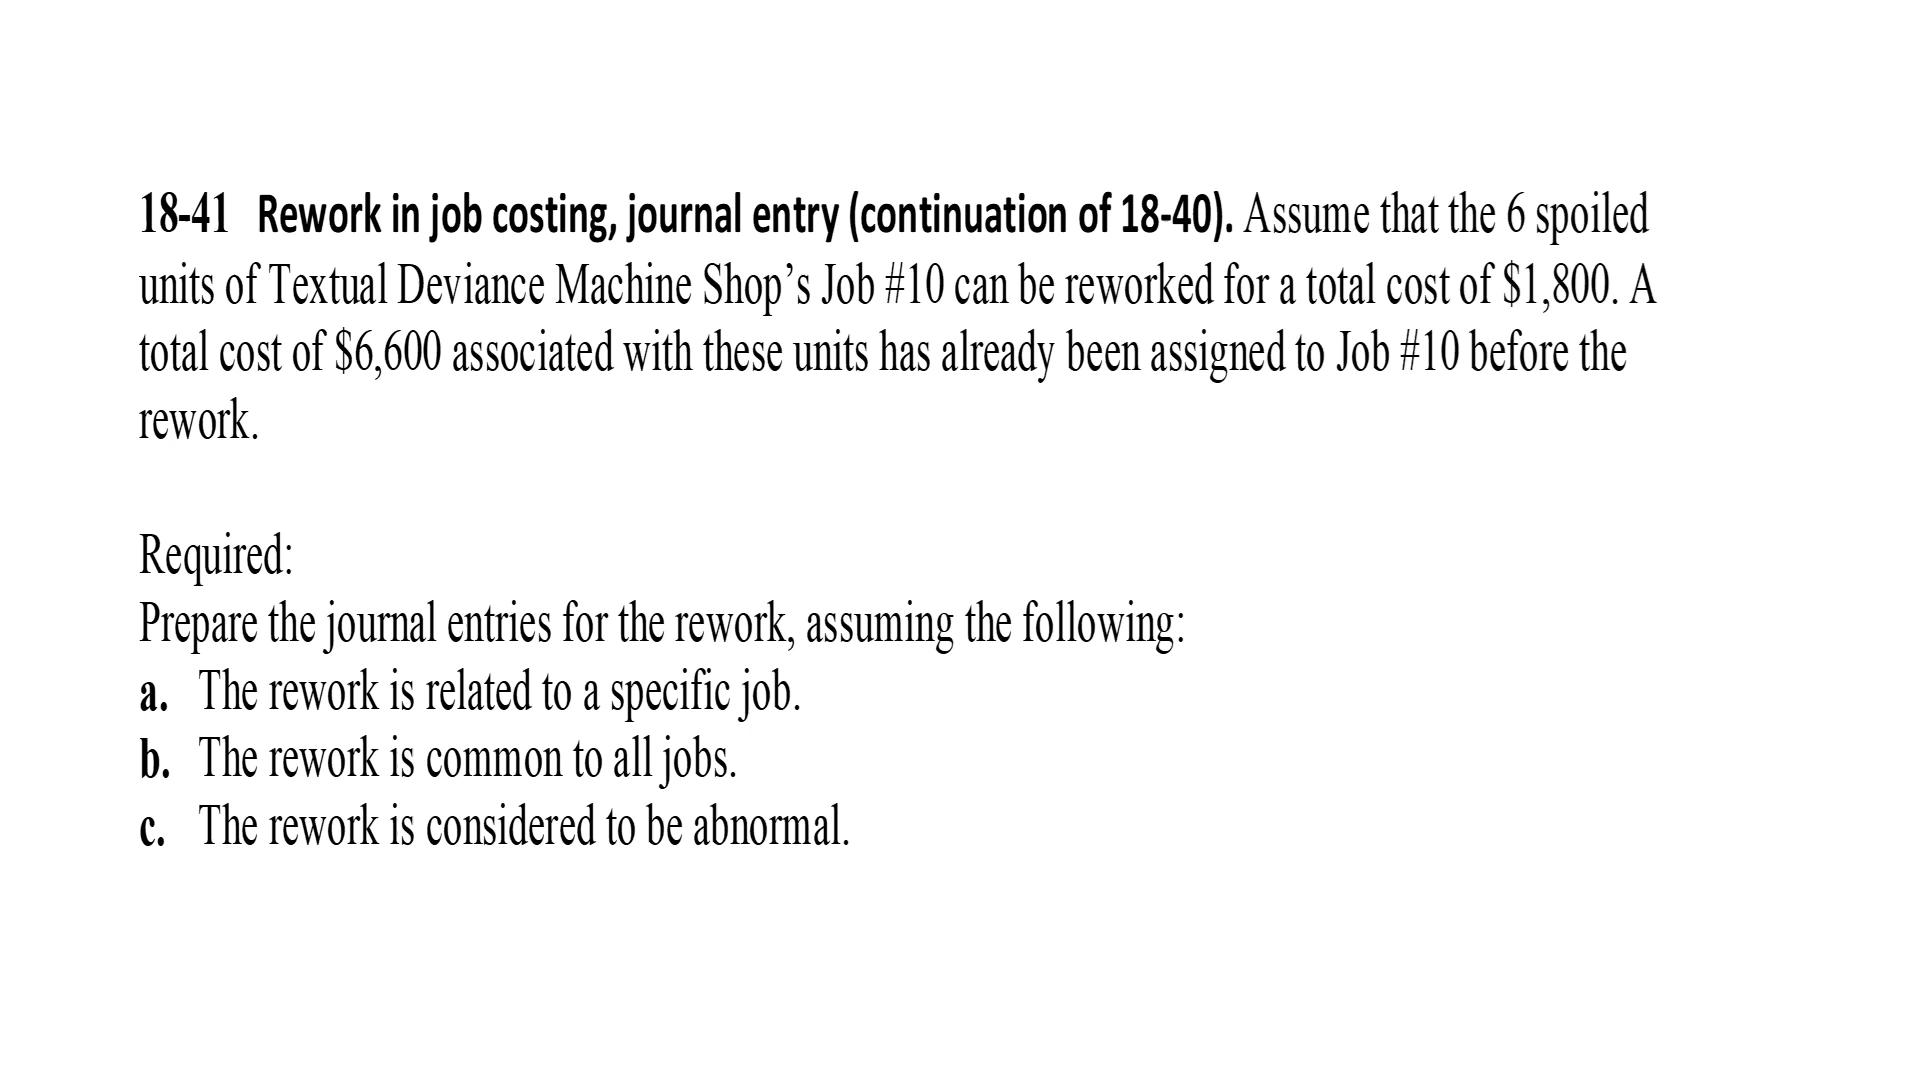 18-41 Rework in job costing, journal entry (continuation of 18-40). Assume that the 6 spoiled
units of Textual Deviance Machine Shop’s Job #10 can be reworked for a total cost of $1,800. A
total cost of $6,600 associated with these units has already been assigned to Job #10 before the
rework.
Required:
Prepare the journal entries for the rework, assuming the following:
a. The rework is related to a specific job.
b. The rework is common to all jobs.
c. The rework is considered to be abnormal.